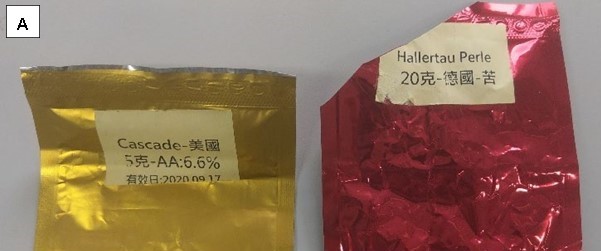 A
Cascade-美國
5克-AA:6.6%
有效日:2020.09.17
Hallertau Perle
20克-德國-苦